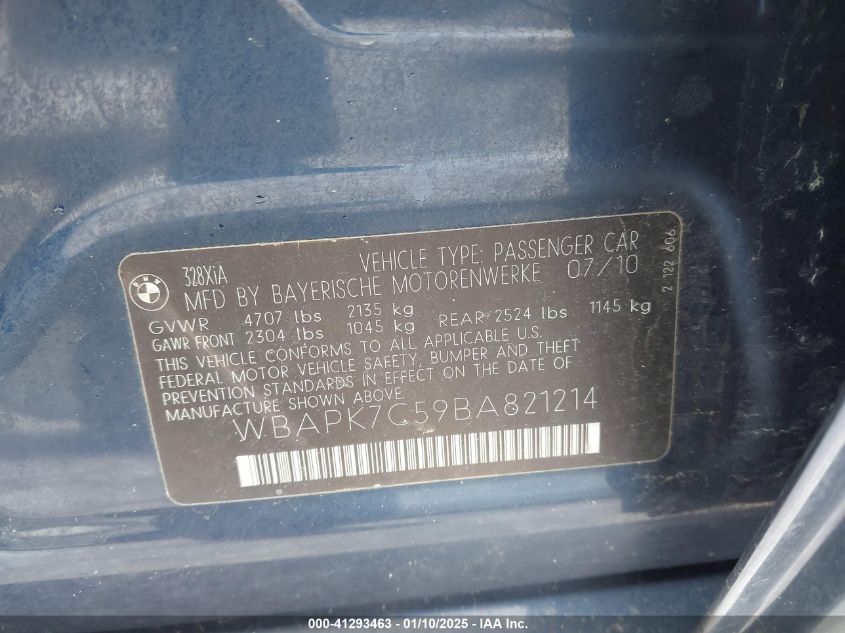 BMW
328XiA
VEHICLE TYPE: PASSENGER CAR
MFD BY BAYERISCHE MOTORENWERKE 07/10
GVWR 4707 lbs 2135 kg
GAWR FRONT 2304 lbs 1045 kg REAR 2524 lbs 1145 kg
THIS VEHICLE CONFORMS TO ALL APPLICABLE U.S.
FEDERAL MOTOR VEHICLE SAFETY, BUMPER AND THEFT
PREVENTION STANDARDS IN EFFECT ON THE DATE OF
MANUFACTURE SHOWN ABOVE.
WBAPK7C59BA821214
2 122 606
000-41293463 - 01/10/2025 - IAAI, Inc.